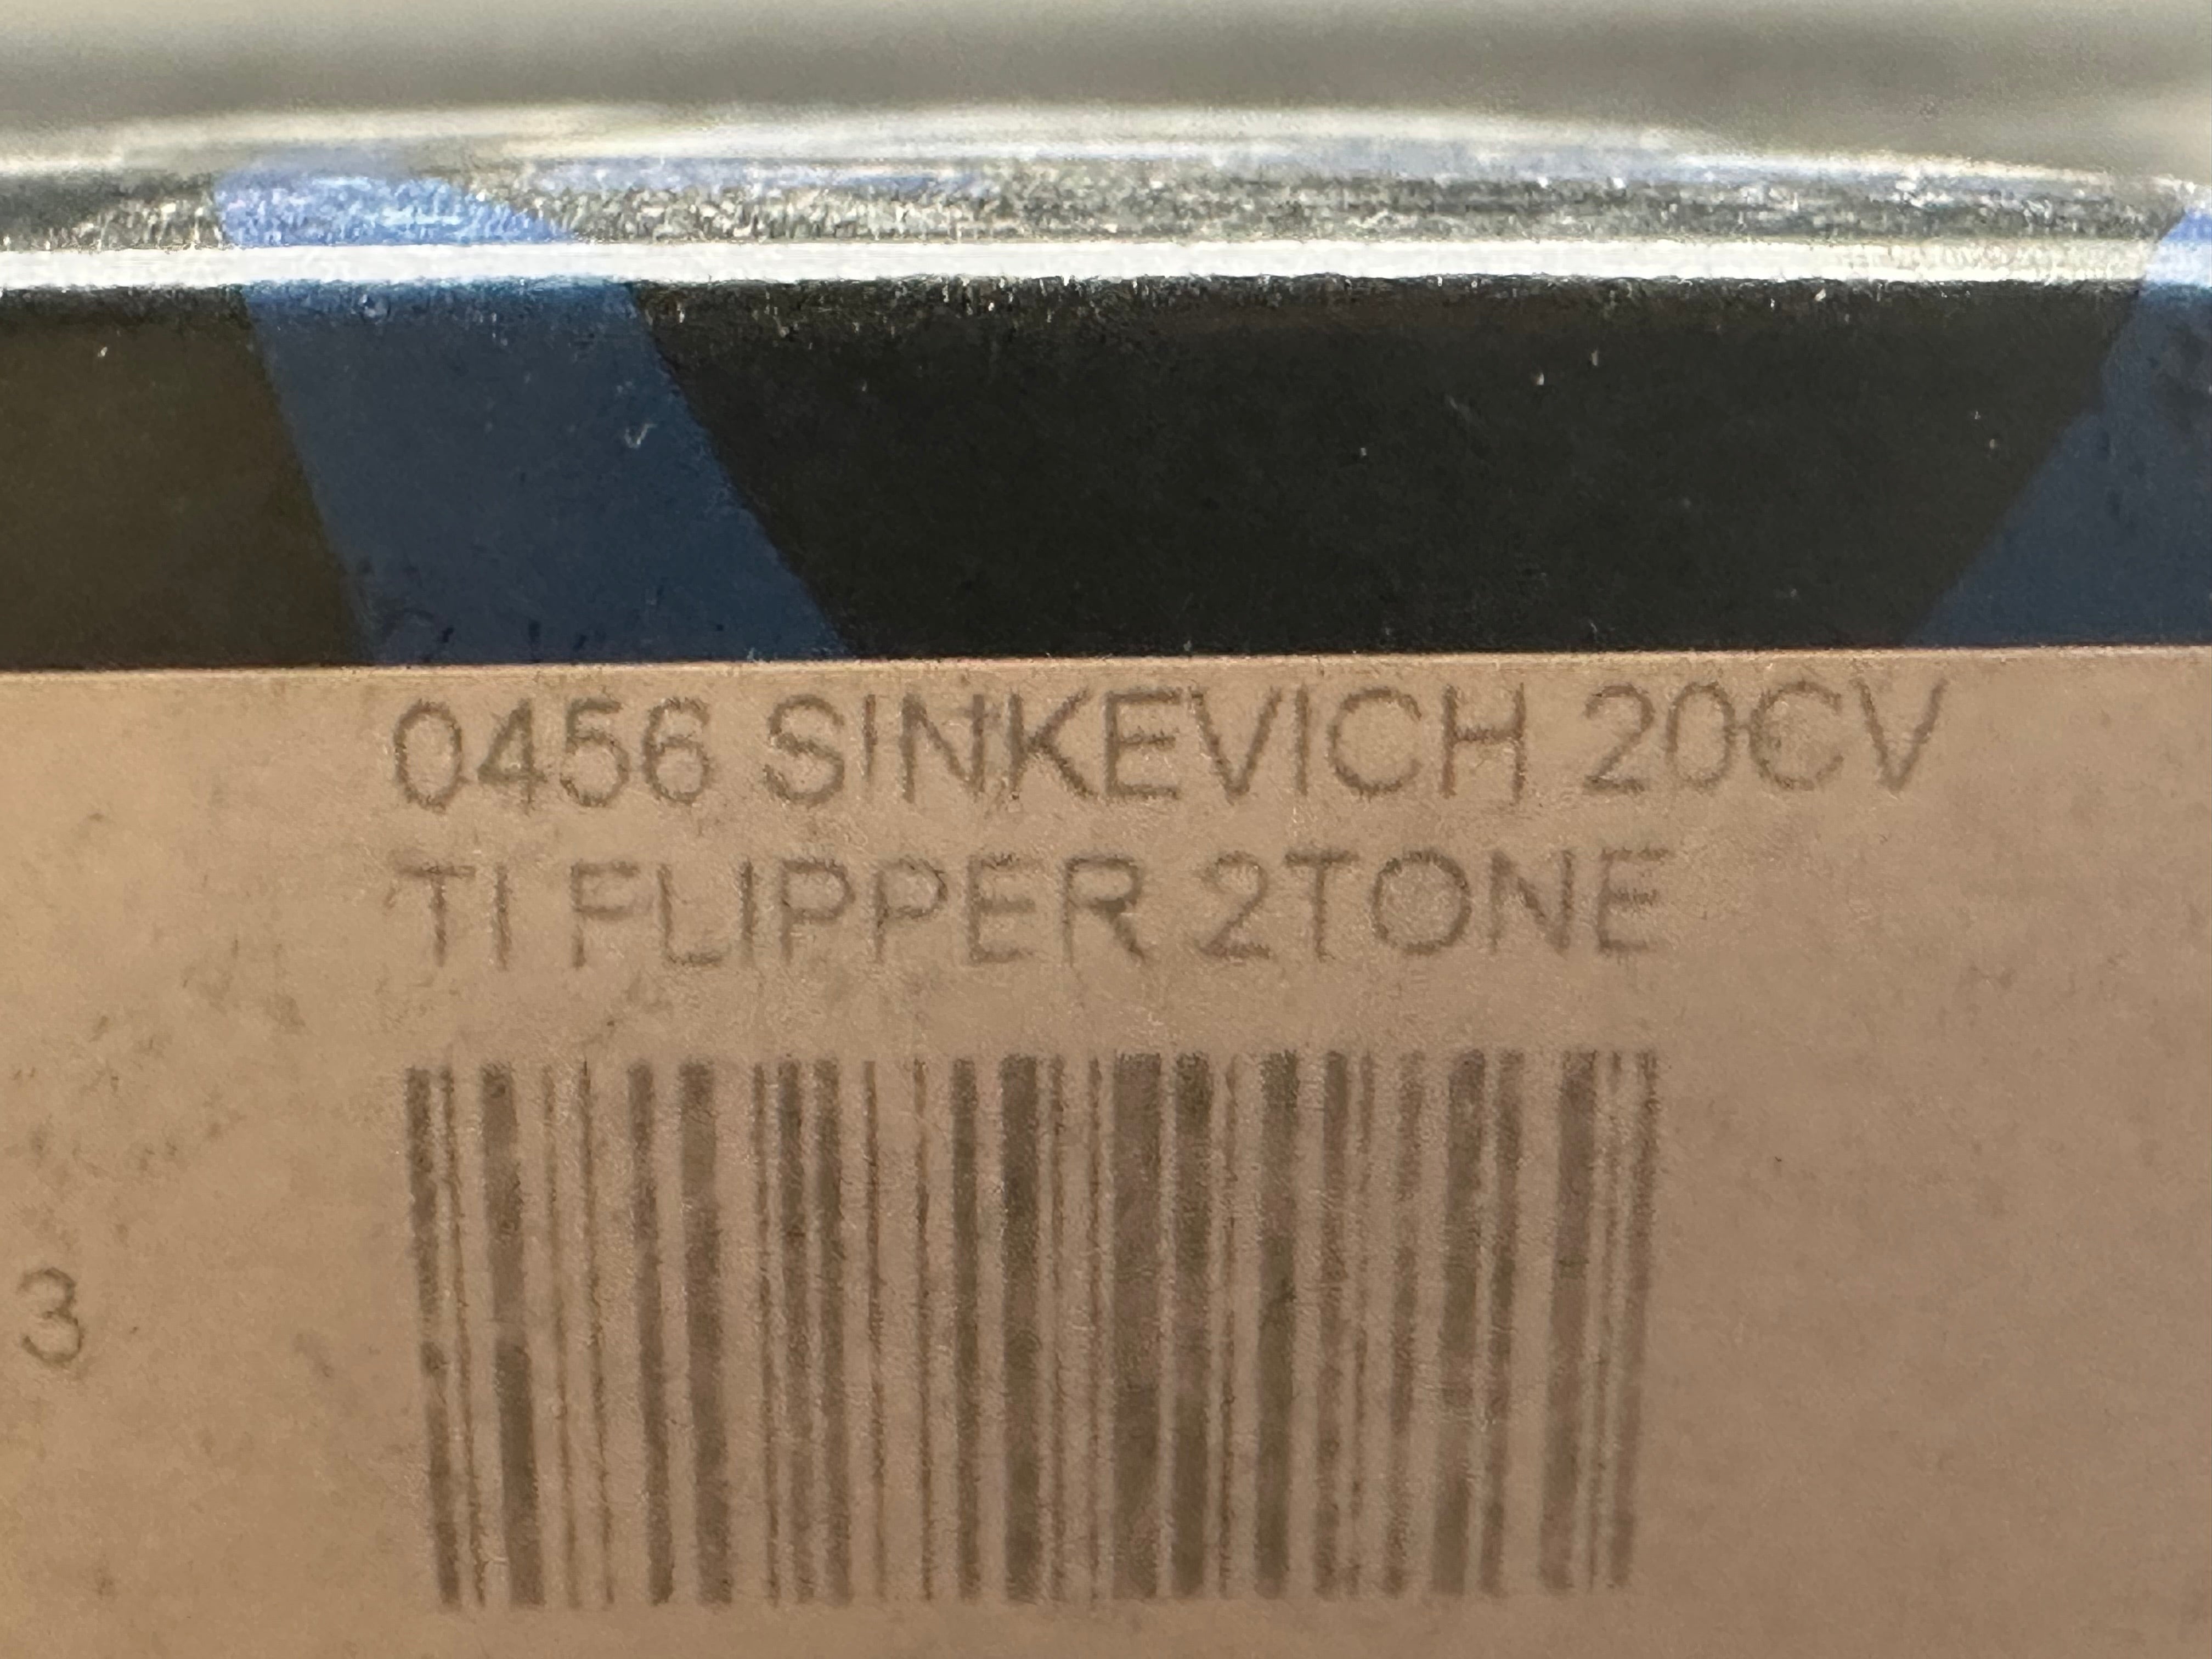 0456 SINKEVICH 20CV
TI FLIPPER 2TONE
3